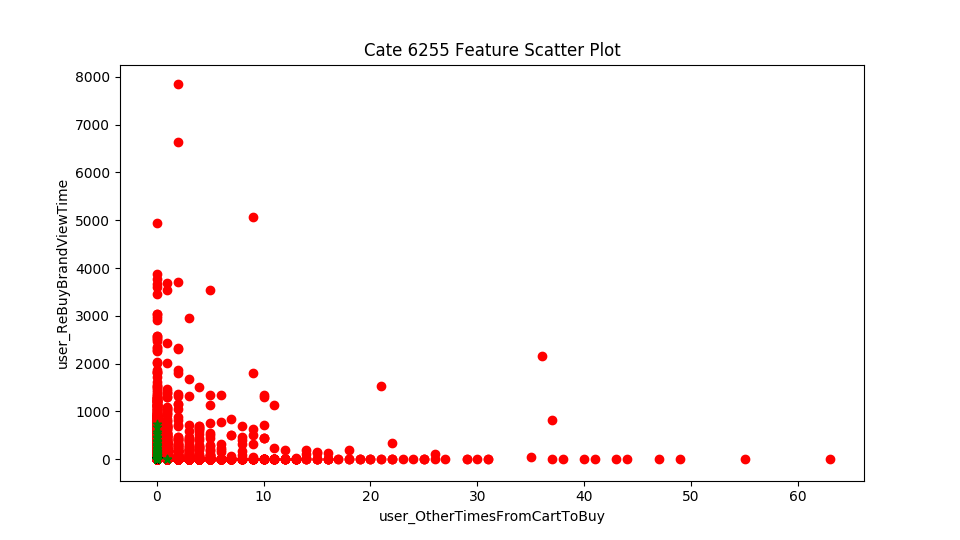 Cate 6255 Feature Scatter Plot
8000
7000
6000
5000
4000
3000
2000
1000
0
user_ReBuyBrandViewTime
0 10 20 30 40 50 60
user_OtherTimesFromCartToBuy